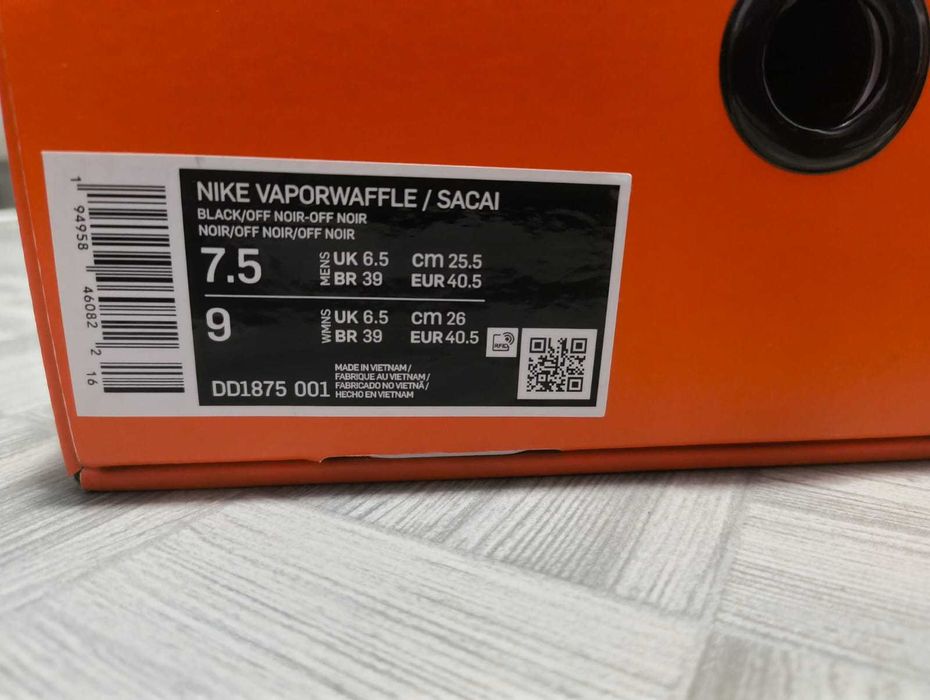 NIKE VAPORWAFFLE / SACAI
BLACK/OFF NOIR-OFF NOIR
NOIR/OFF NOIR/OFF NOIR
7.5 MENS UK 6.5 CM 25.5
BR 39 EUR 40.5
9 WMNS UK 6.5 CM 26
BR 39 EUR 40.5
RFID
DD1875 001
MADE IN VIETNAM /
FABRIQUE AU VIETNAM /
FABRICADO NO VIETNÃ /
HECHO EN VIETNAM
1 94958 46082 2 16